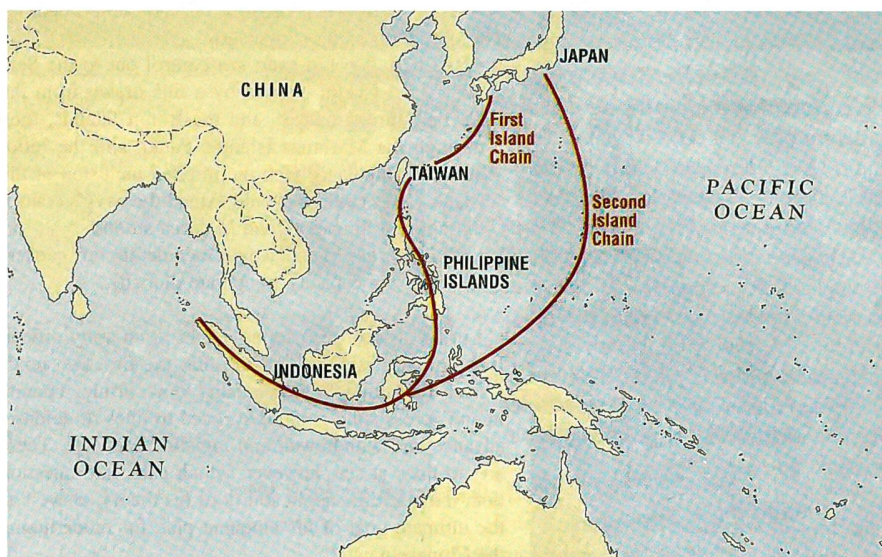 JAPAN
CHINA
First
Island
Chain
TAIWAN
PACIFIC
OCEAN
Second
Island
Chain
PHILIPPINE
ISLANDS
INDONESIA
INDIAN
OCEAN